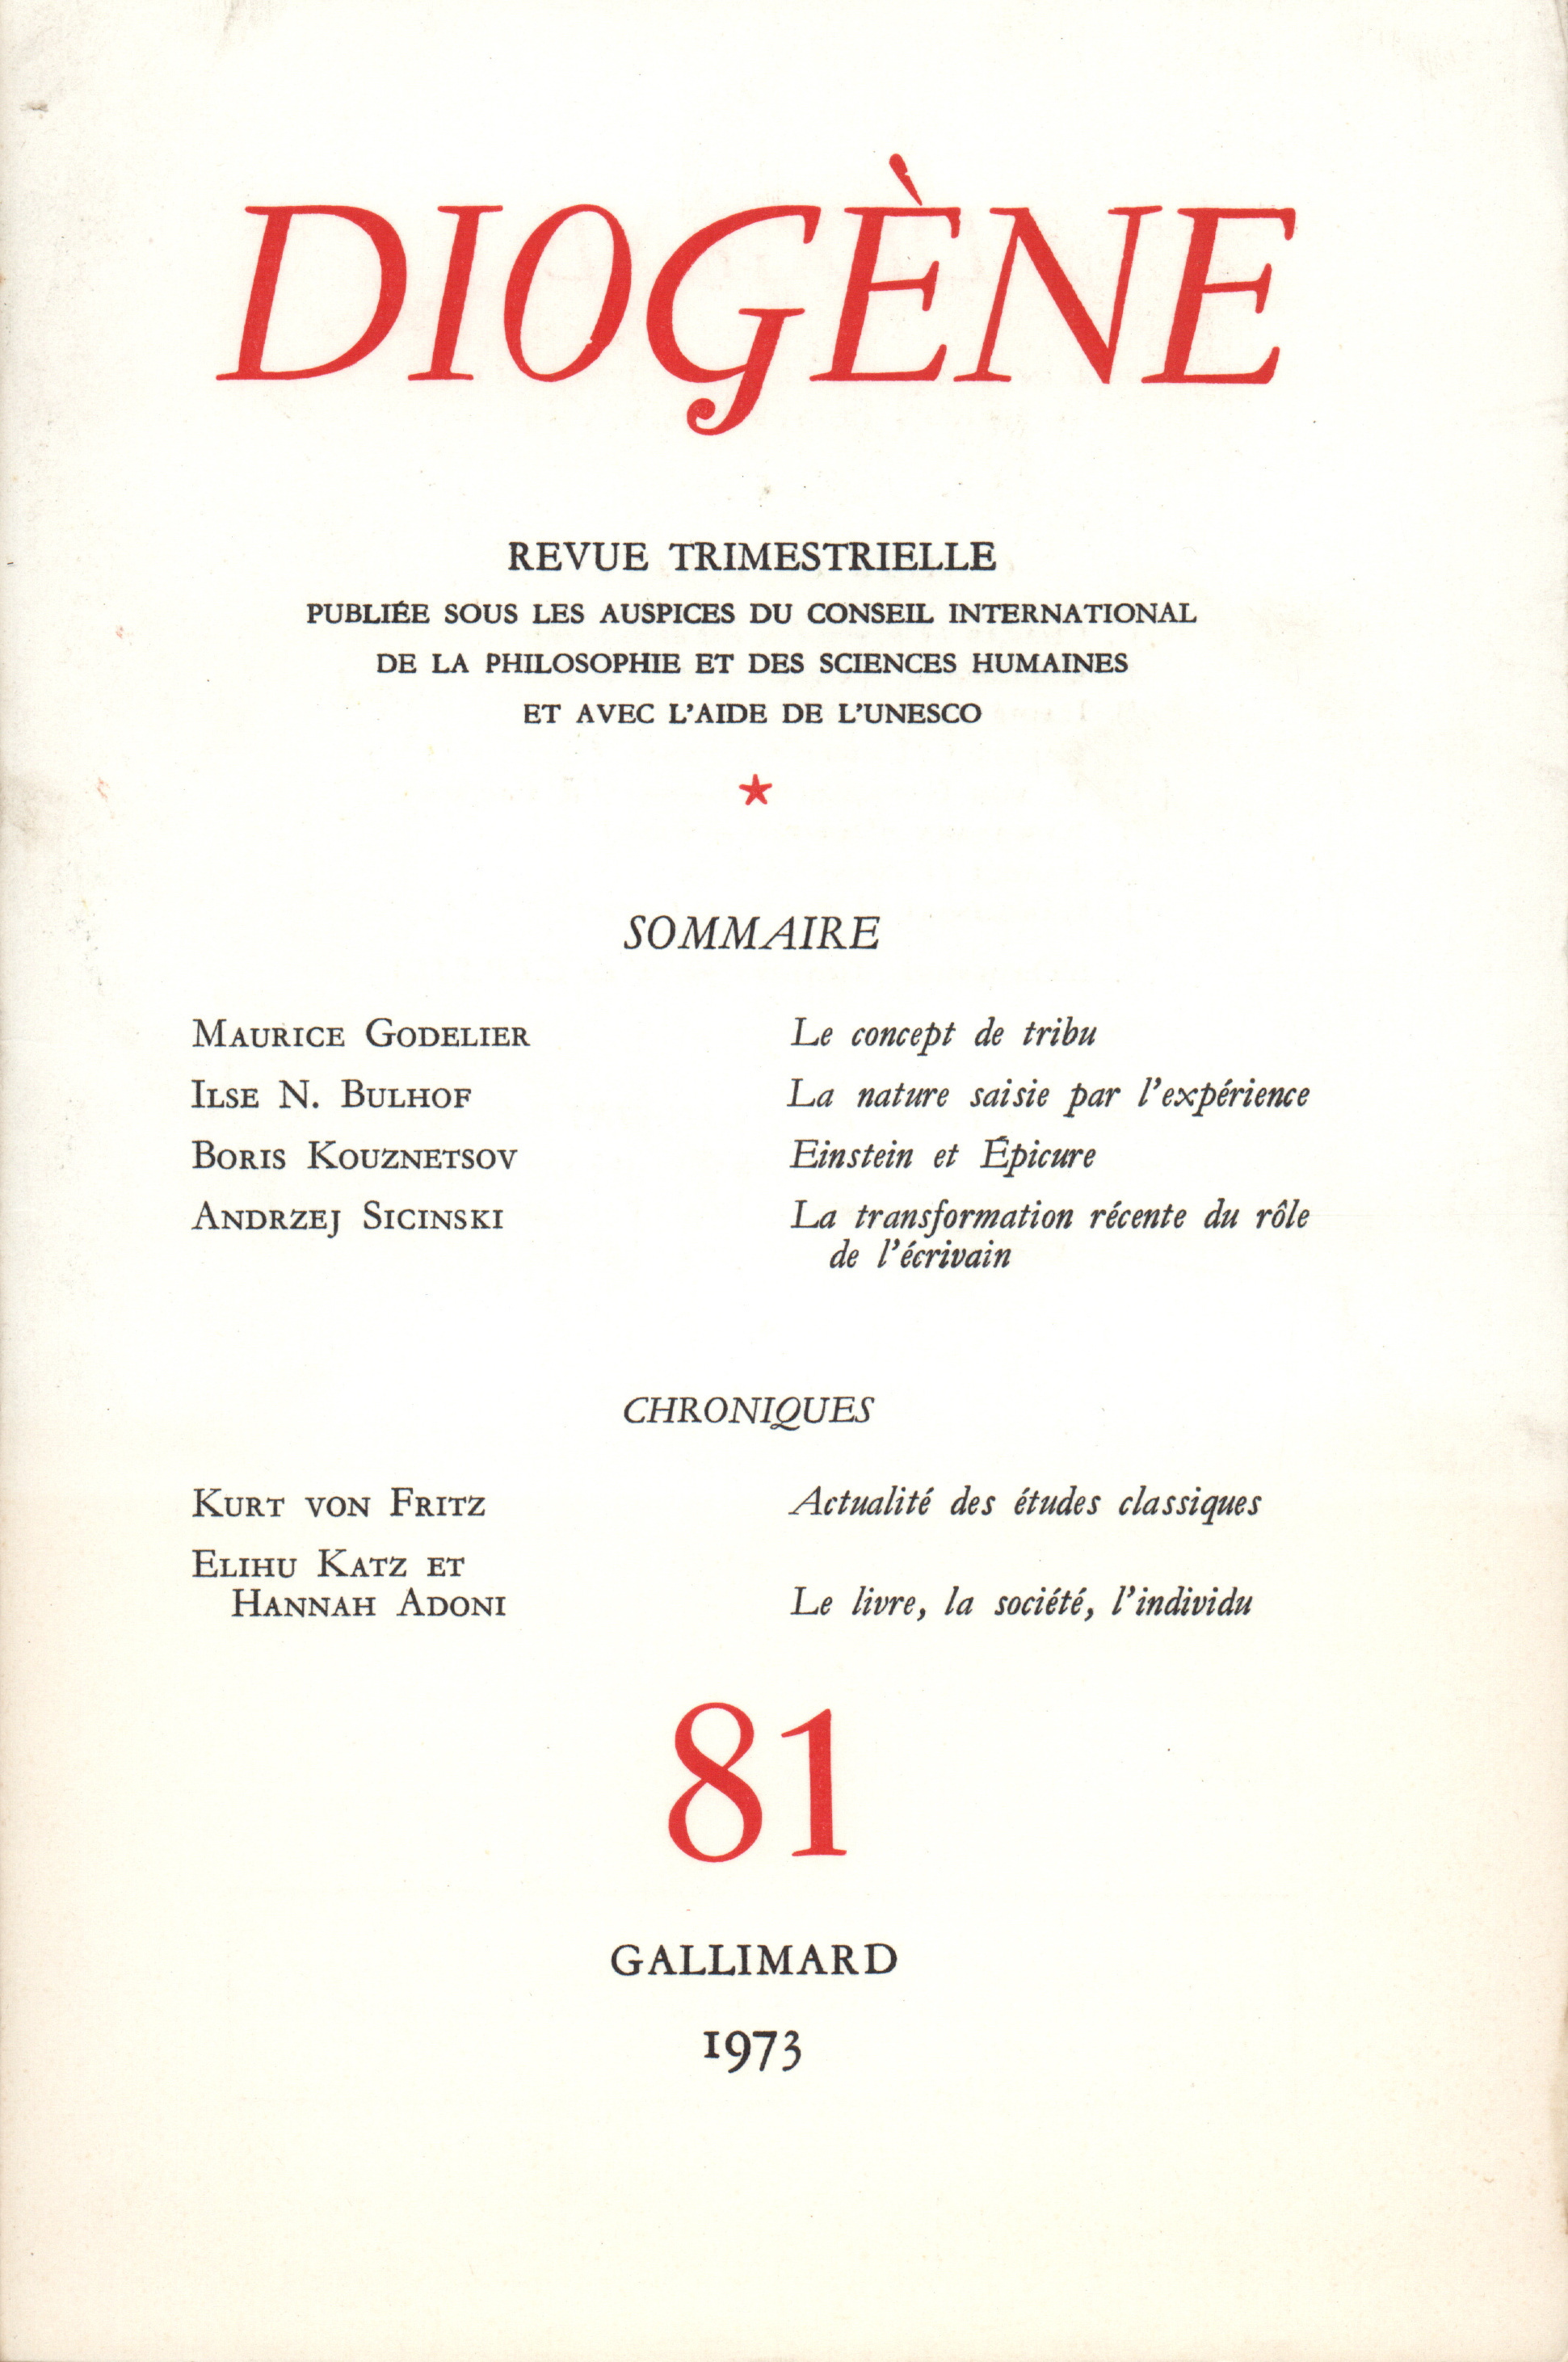 DIOGÈNE
REVUE TRIMESTRIELLE
PUBLIÉE SOUS LES AUSPICES DU CONSEIL INTERNATIONAL
DE LA PHILOSOPHIE ET DES SCIENCES HUMAINES
ET AVEC L'AIDE DE L'UNESCO
SOMMAIRE
MAURICE GODELIER Le concept de tribu
ILSE N. BULHOF La nature saisie par l'expérience
BORIS KOUZNETSOV Einstein et Épicure
ANDRZEJ SICINSKI La transformation récente du rôle
de l'écrivain
CHRONIQUES
KURT VON FRITZ Actualité des études classiques
ELIHU KATZ ET
HANNAH ADONI Le livre, la société, l'individu
81
GALLIMARD
1973